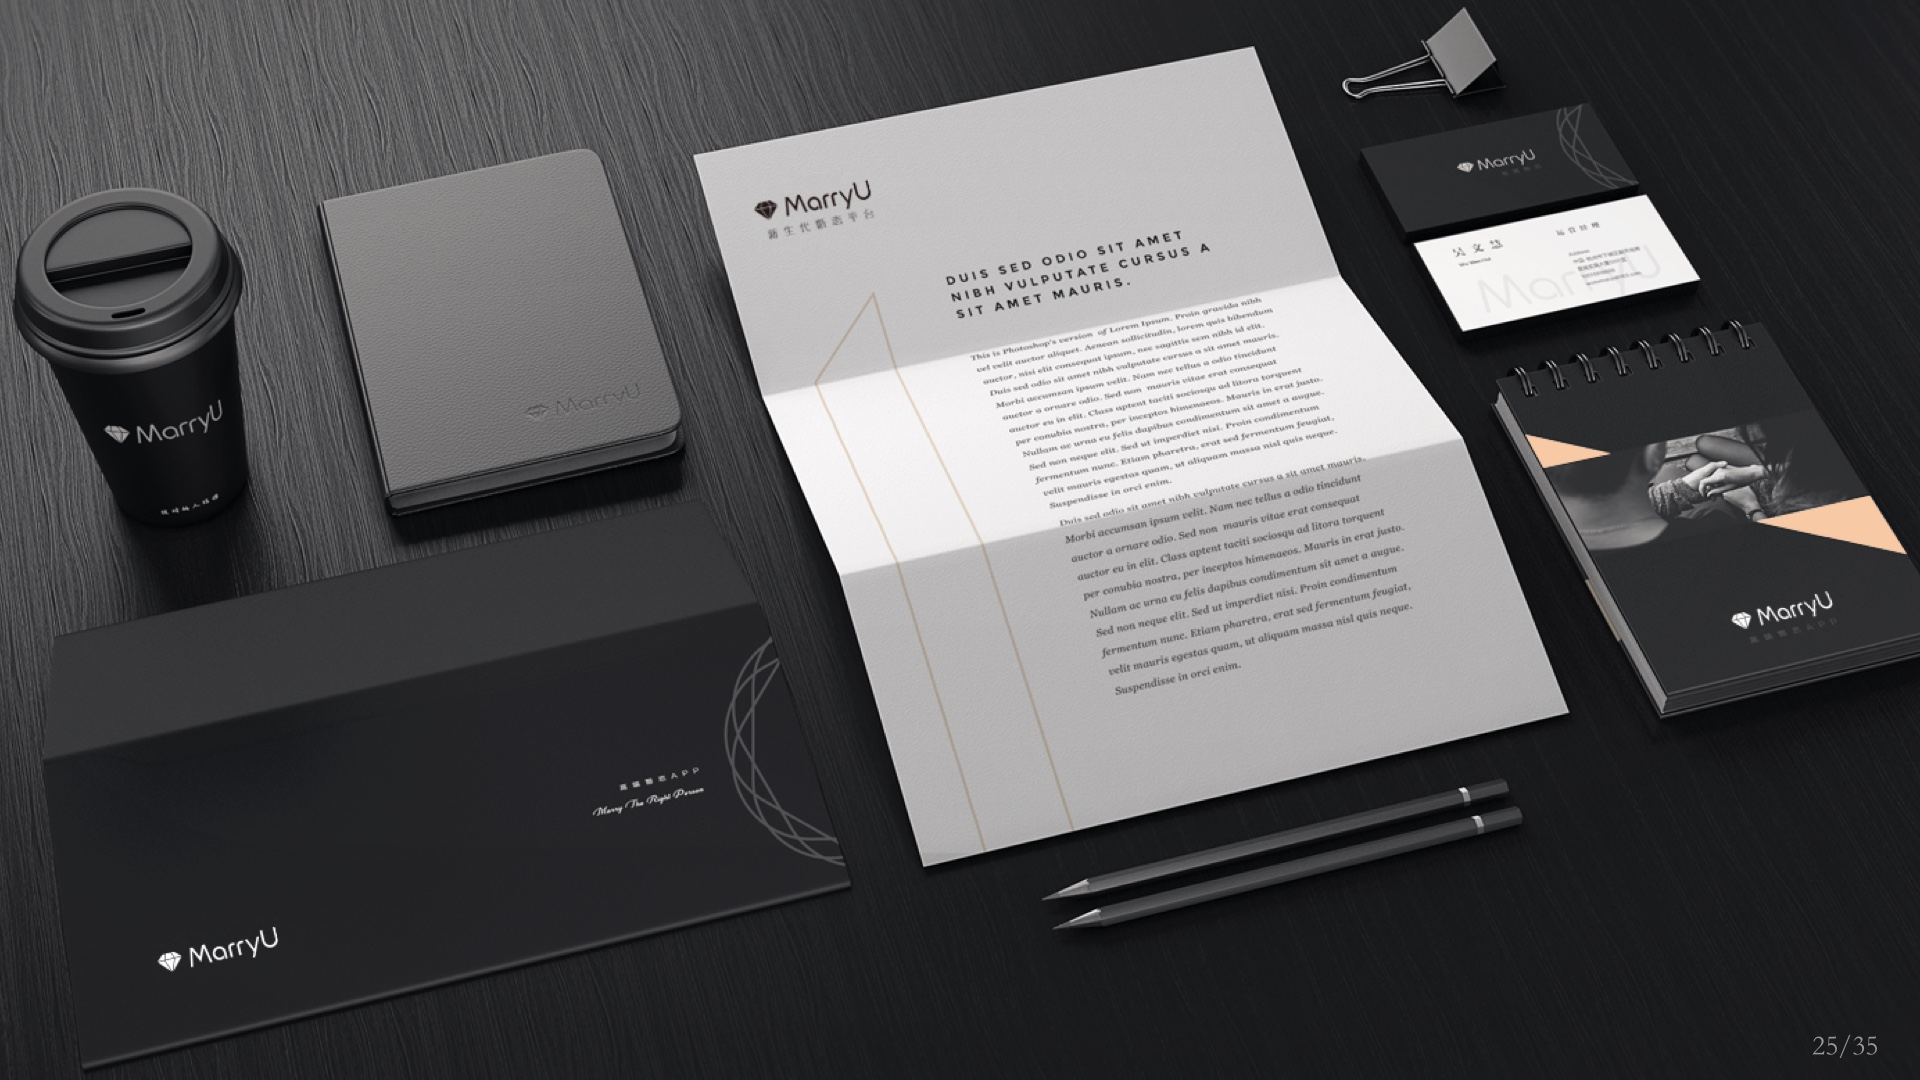 MarryU
MarryU
MarryU
新生代婚恋平台
DUIS SED ODIO SIT AMET
NIBH VULPUTATE CURSUS A
SIT AMET MAURIS.
This is Photoshop's version of Lorem Ipsum. Proin gravida nibh
vel velit auctor aliquet. Aenean sollicitudin, lorem quis bibendum
auctor, nisi elit consequat ipsum, nec sagittis sem nibh id elit.
Duis sed odio sit amet nibh vulputate cursus a sit amet mauris.
Morbi accumsan ipsum velit. Nam nec tellus a odio tincidunt
auctor a ornare odio. Sed non mauris vitae erat consequat
auctor eu in elit. Class aptent taciti sociosqu ad litora torquent
per conubia nostra, per inceptos himenaeos. Mauris in erat justo.
Nullam ac urna eu felis dapibus condimentum sit amet a augue.
Sed non neque elit. Sed ut imperdiet nisi. Proin condimentum
fermentum nunc. Etiam pharetra, erat sed fermentum feugiat,
velit mauris egestas quam, ut aliquam massa nisl quis neque.
Suspendisse in orci enim.
Duis sed odio sit amet nibh vulputate cursus a sit amet mauris.
Morbi accumsan ipsum velit. Nam nec tellus a odio tincidunt
auctor a ornare odio. Sed non mauris vitae erat consequat
auctor eu in elit. Class aptent taciti sociosqu ad litora torquent
per conubia nostra, per inceptos himenaeos. Mauris in erat justo.
Nullam ac urna eu felis dapibus condimentum sit amet a augue.
Sed non neque elit. Sed ut imperdiet nisi. Proin condimentum
fermentum nunc. Etiam pharetra, erat sed fermentum feugiat,
velit mauris egestas quam, ut aliquam massa nisl quis neque.
Suspendisse in orci enim.
MarryU
吴文慧
运营经理
MarryU
MarryU
高端婚恋APP
高端婚恋APP
Marry The Right Person
MarryU
25/35